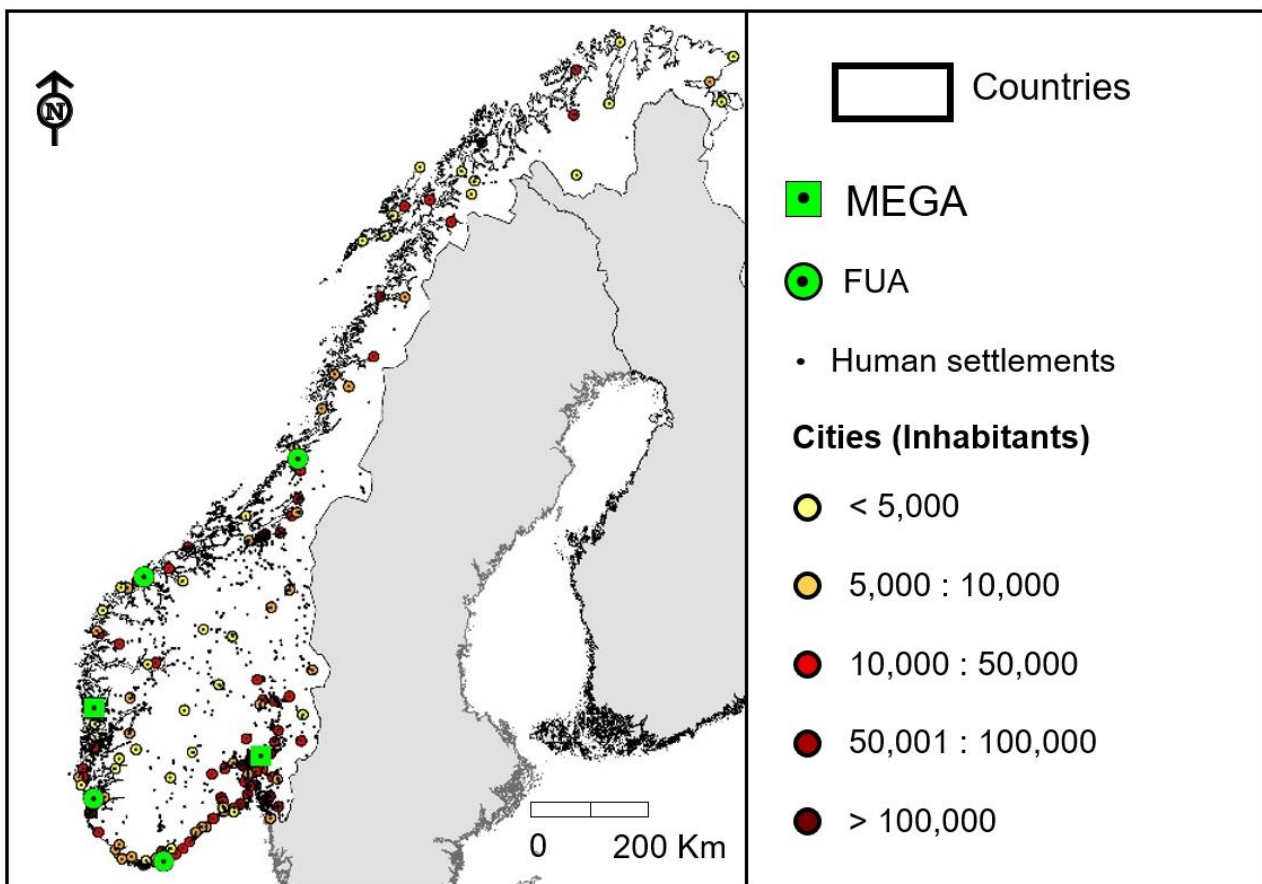 N
Countries
MEGA
FUA
Human settlements
Cities (Inhabitants)
< 5,000
5,000 : 10,000
10,000 : 50,000
50,001 : 100,000
> 100,000
0 200 Km